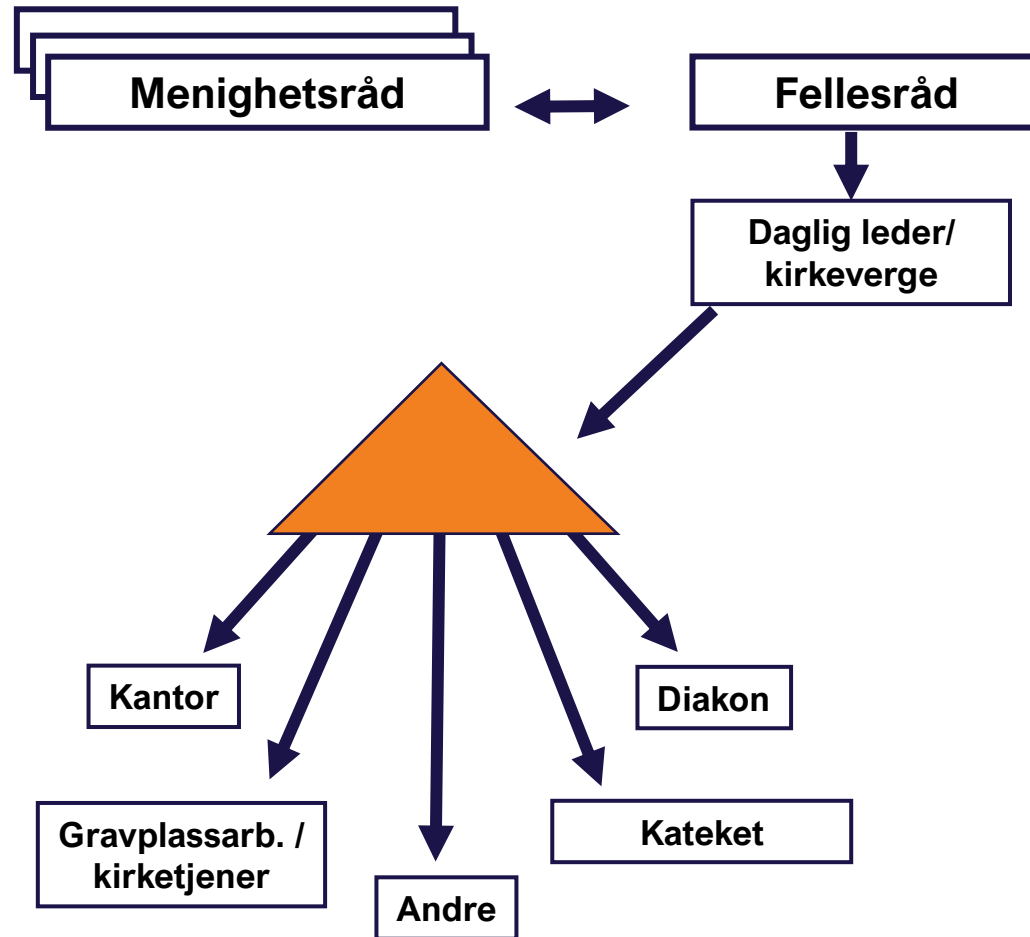 Menighetsråd
Fellesråd
Daglig leder/
kirkeverge
Kantor
Diakon
Gravplassarb. /
kirketjener
Kateket
Andre